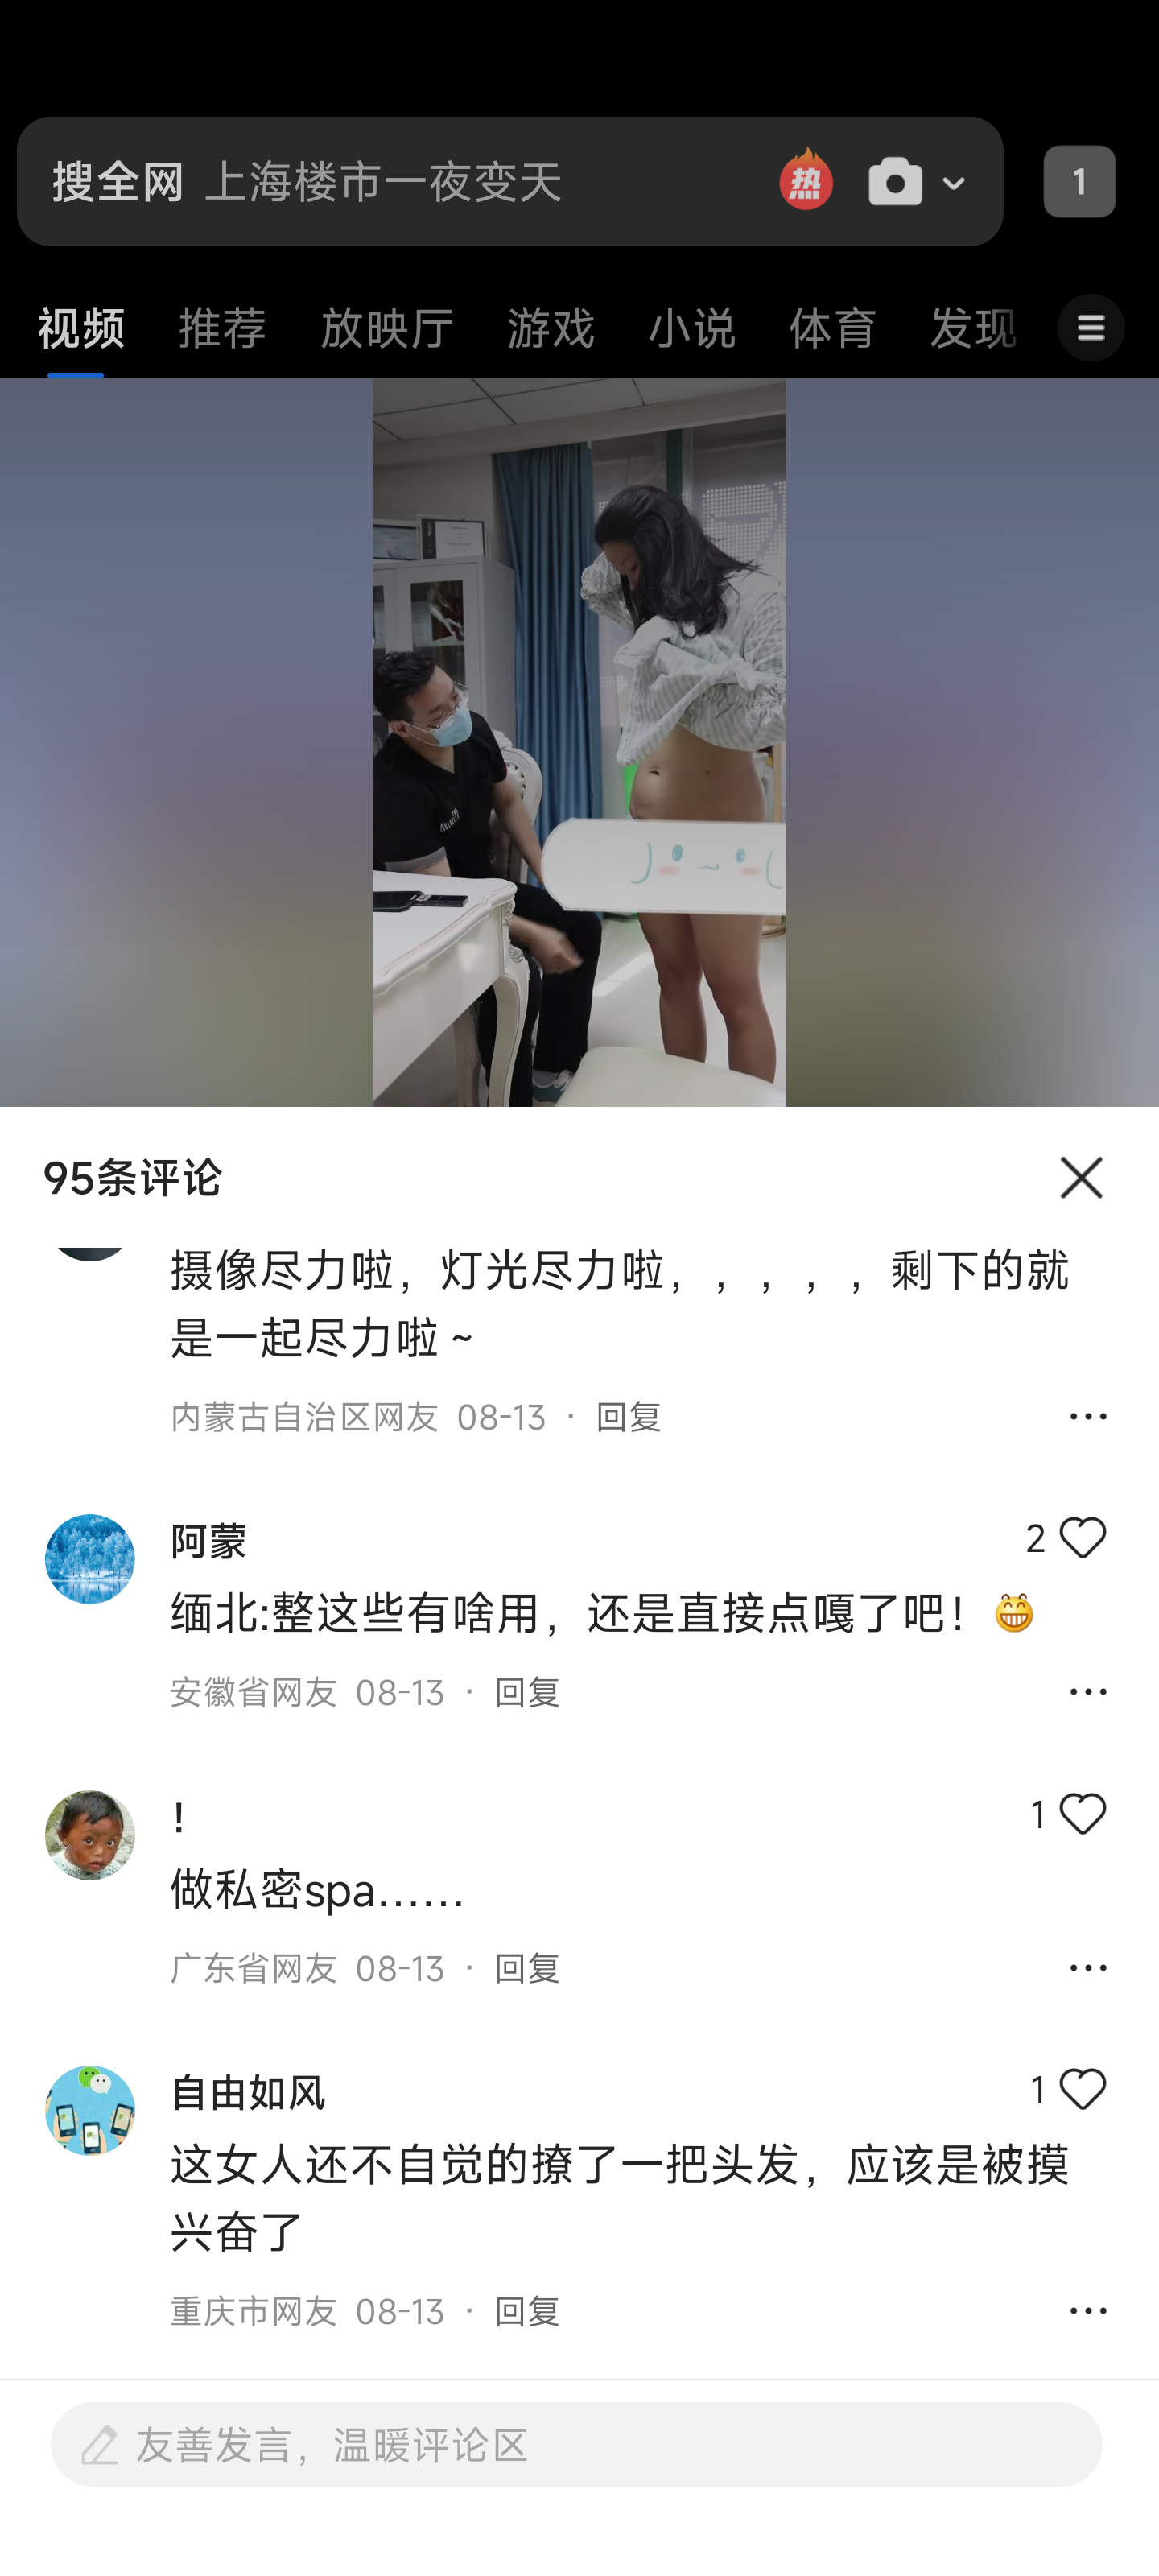 搜全网 上海楼市一夜变天 热 1
视频 推荐 放映厅 游戏 小说 体育 发现
95条评论
摄像尽力啦，灯光尽力啦，，，，，剩下的就
是一起尽力啦～
内蒙古自治区网友 08-13 · 回复
阿蒙 2
缅北:整这些有啥用，还是直接点嘎了吧！😁
安徽省网友 08-13 · 回复
！ 1
做私密spa……
广东省网友 08-13 · 回复
自由如风 1
这女人还不自觉的撩了一把头发，应该是被摸
兴奋了
重庆市网友 08-13 · 回复
友善发言，温暖评论区